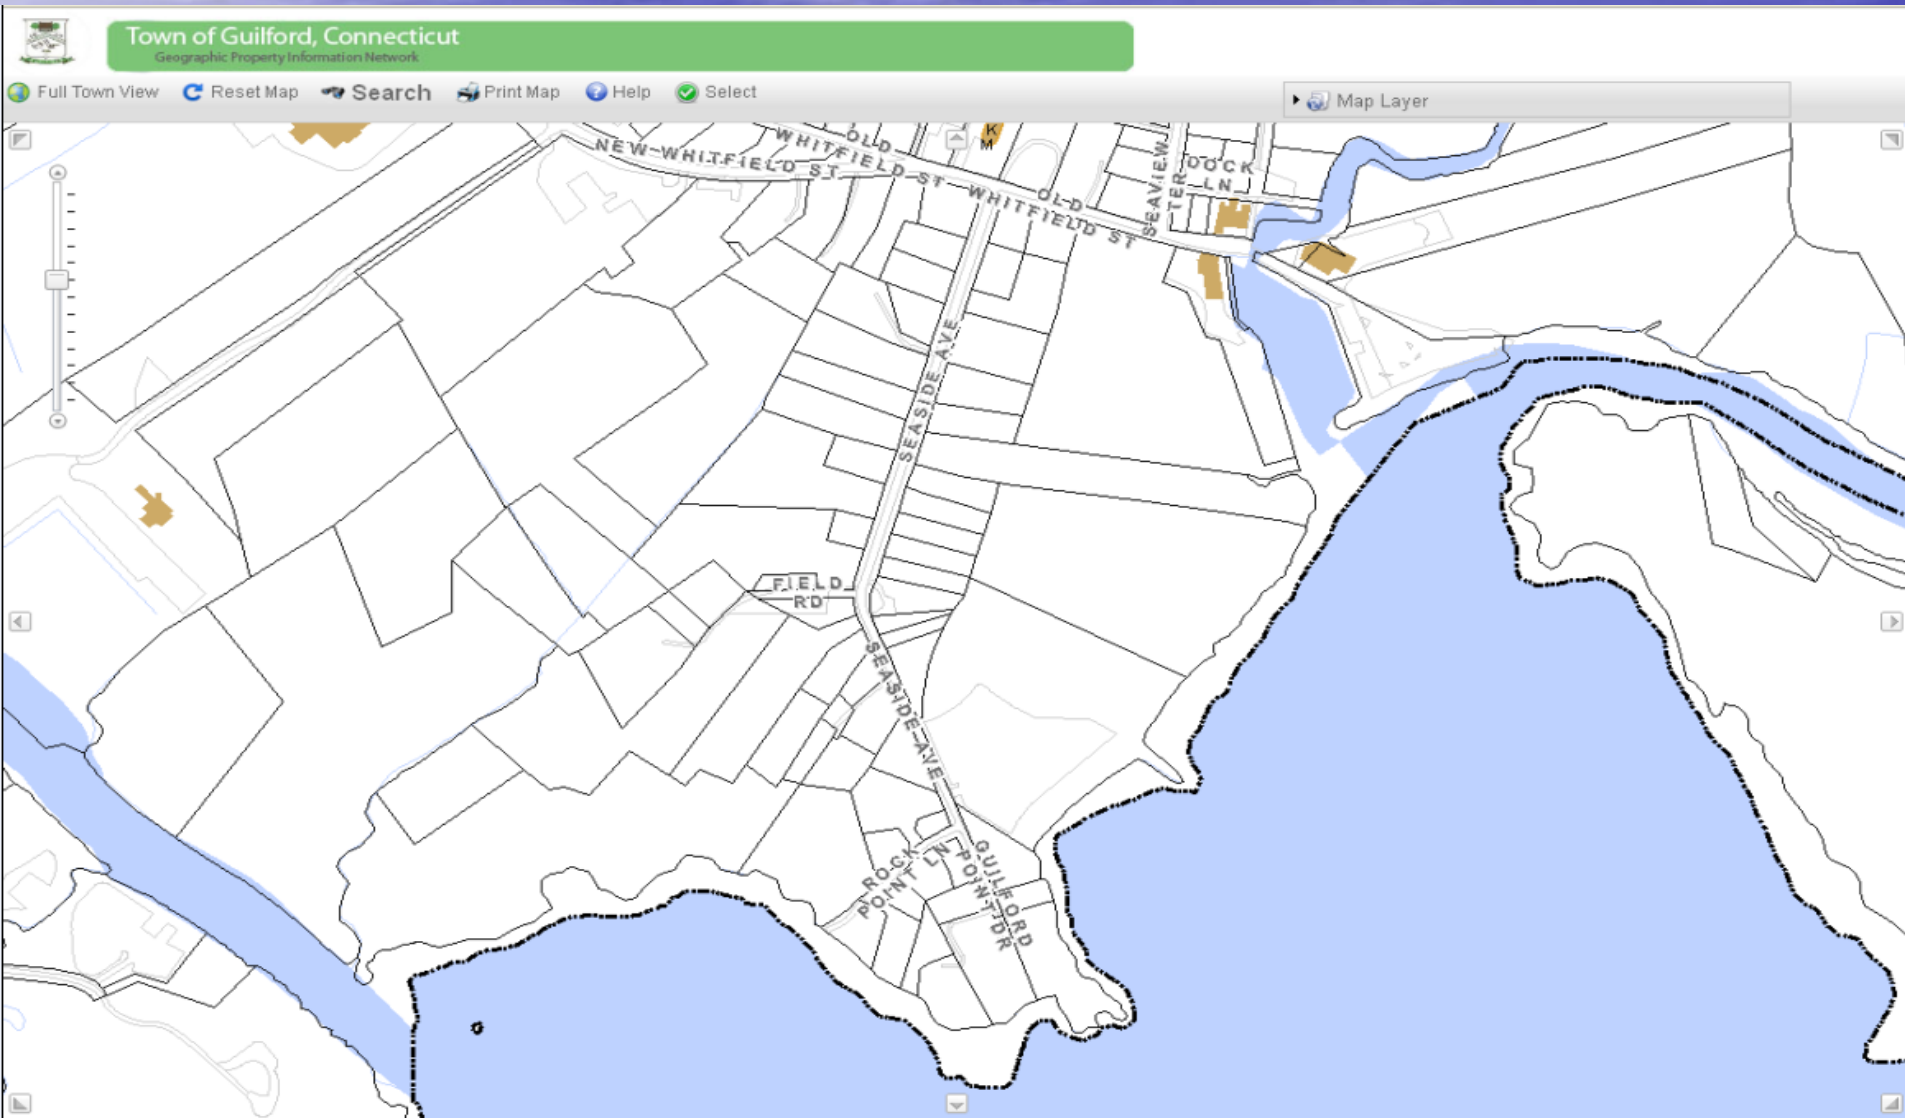 Town of Guilford, Connecticut
Geographic Property Information Network
Full Town View
Reset Map
Search
Print Map
Help
Select
Map Layer
K
M
NEW WHITFIELD ST
OLD
WHITFIELD ST
OLD
WHITFIELD ST
SEAVIEW
TER
DOCK
LN
SEASIDE AVE
FIELD
RD
SEASIDE AVE
ROCK
POINT LN
GUILFORD
POINT DR